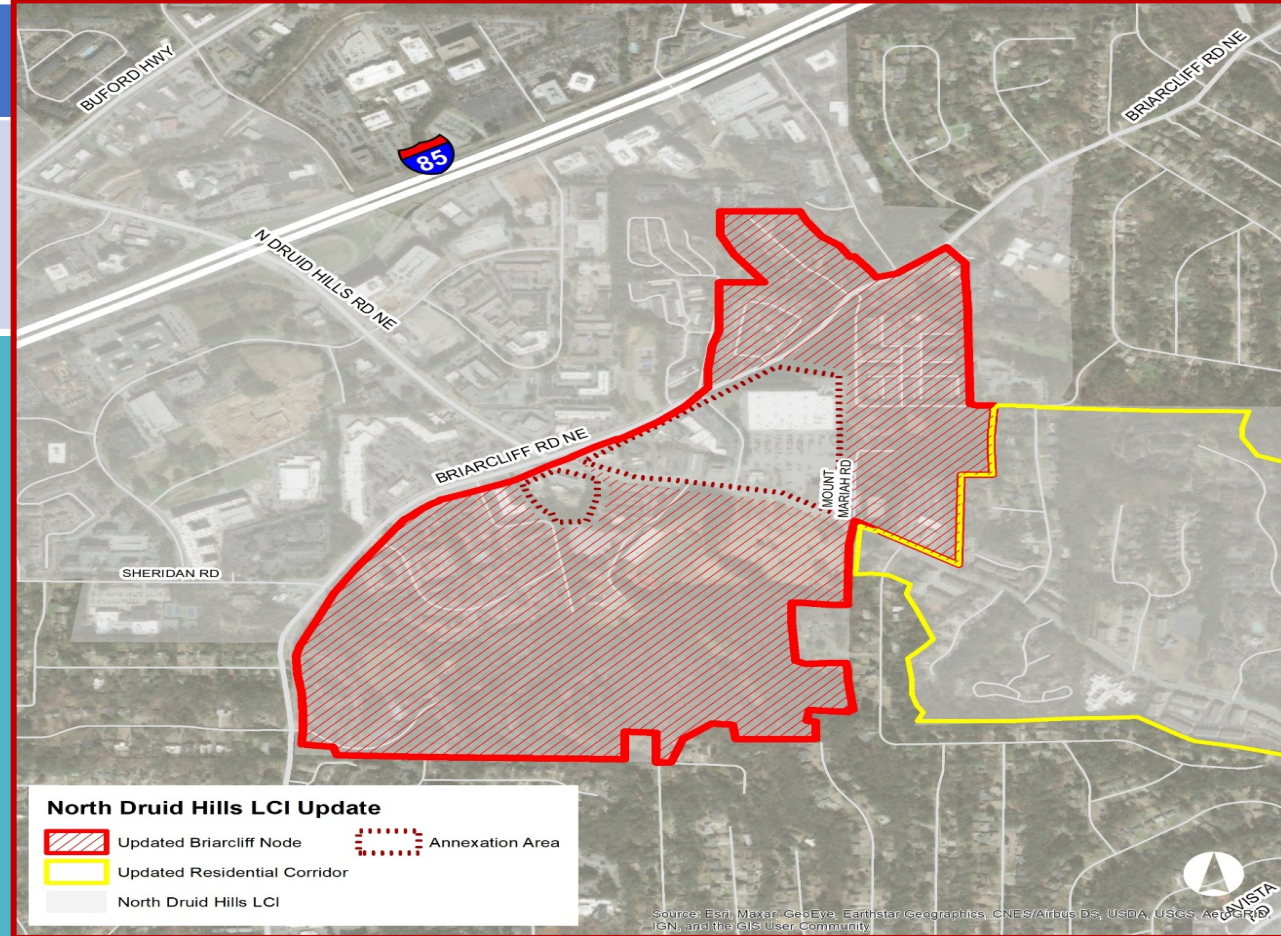 BUFORD HWY
BRIARCLIFF RD NE
85
N DRUID HILLS RD NE
BRIARCLIFF RD NE
MOUNT
MARIAH RD
SHERIDAN RD
North Druid Hills LCI Update
Updated Briarcliff Node
Annexation Area
Updated Residential Corridor
North Druid Hills LCI
Source: Esri, Maxar, GeoEye, Earthstar Geographics, CNES/Airbus DS, USDA, USGS, AeroGRID,
IGN, and the GIS User Community
AVISTA
RD